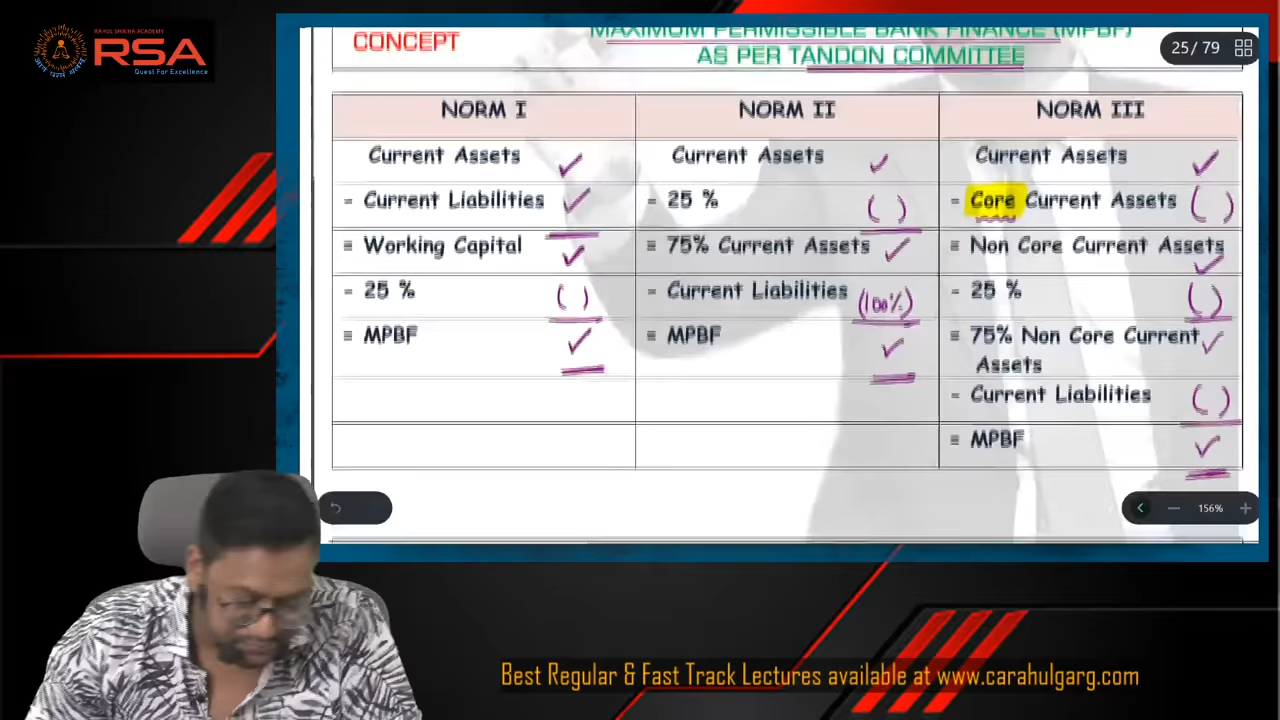 RAHUL SHIKHA ACADEMY
RSA
Quest For Excellence
CONCEPT
MAXIMUM PERMISSIBLE BANK FINANCE (MPBF)
AS PER TANDON COMMITTEE
25/ 79
NORM I
NORM II
NORM III
Current Assets ✓
Current Assets ✓
Current Assets ✓
- Current Liabilities ✓
- 25 % ( )
- Core Current Assets ( )
= Working Capital ✓
= 75% Current Assets ✓
= Non Core Current Assets ✓
- 25 % ( )
- Current Liabilities (100%)
- 25 % ( )
= MPBF ✓
= MPBF ✓
= 75% Non Core Current ✓
Assets
- Current Liabilities ( )
= MPBF ✓
156%
Best Regular & Fast Track Lectures available at www.carahulgarg.com